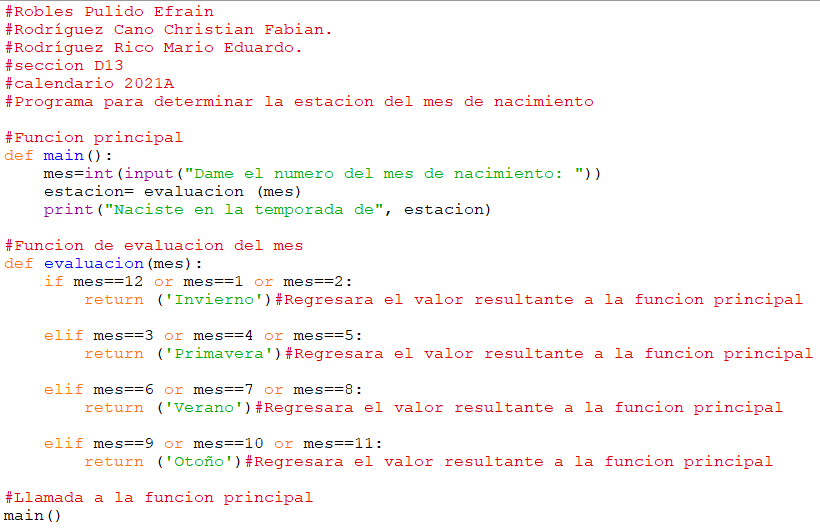 #Robles Pulido Efrain
#Rodríguez Cano Christian Fabian.
#Rodríguez Rico Mario Eduardo.
#seccion D13
#calendario 2021A
#Programa para determinar la estacion del mes de nacimiento
#Funcion principal
def main():
    mes=int(input("Dame el numero del mes de nacimiento: "))
    estacion= evaluacion (mes)
    print("Naciste en la temporada de", estacion)
#Funcion de evaluacion del mes
def evaluacion(mes):
    if mes==12 or mes==1 or mes==2:
        return ('Invierno')#Regresara el valor resultante a la funcion principal
    elif mes==3 or mes==4 or mes==5:
        return ('Primavera')#Regresara el valor resultante a la funcion principal
    elif mes==6 or mes==7 or mes==8:
        return ('Verano')#Regresara el valor resultante a la funcion principal
    elif mes==9 or mes==10 or mes==11:
        return ('Otoño')#Regresara el valor resultante a la funcion principal
#Llamada a la funcion principal
main()